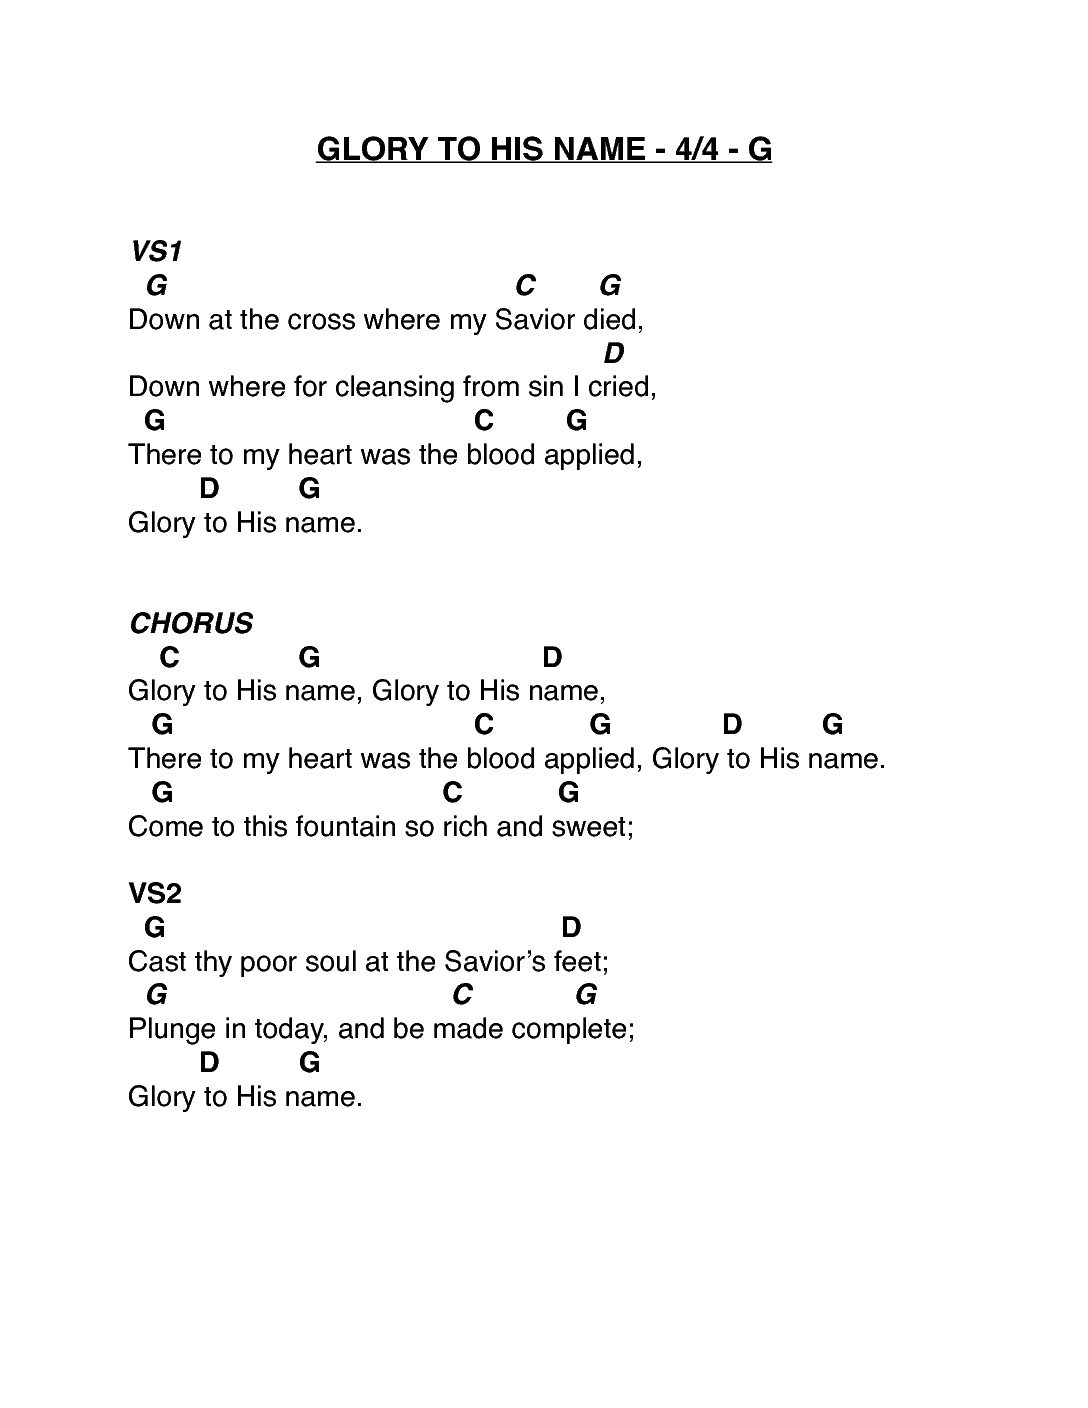 GLORY TO HIS NAME - 4/4 - G
VS1
G C G
Down at the cross where my Savior died,
D
Down where for cleansing from sin I cried,
G C G
There to my heart was the blood applied,
D G
Glory to His name.
CHORUS
C G D
Glory to His name, Glory to His name,
G C G D G
There to my heart was the blood applied, Glory to His name.
G C G
Come to this fountain so rich and sweet;
VS2
G D
Cast thy poor soul at the Savior’s feet;
G C G
Plunge in today, and be made complete;
D G
Glory to His name.